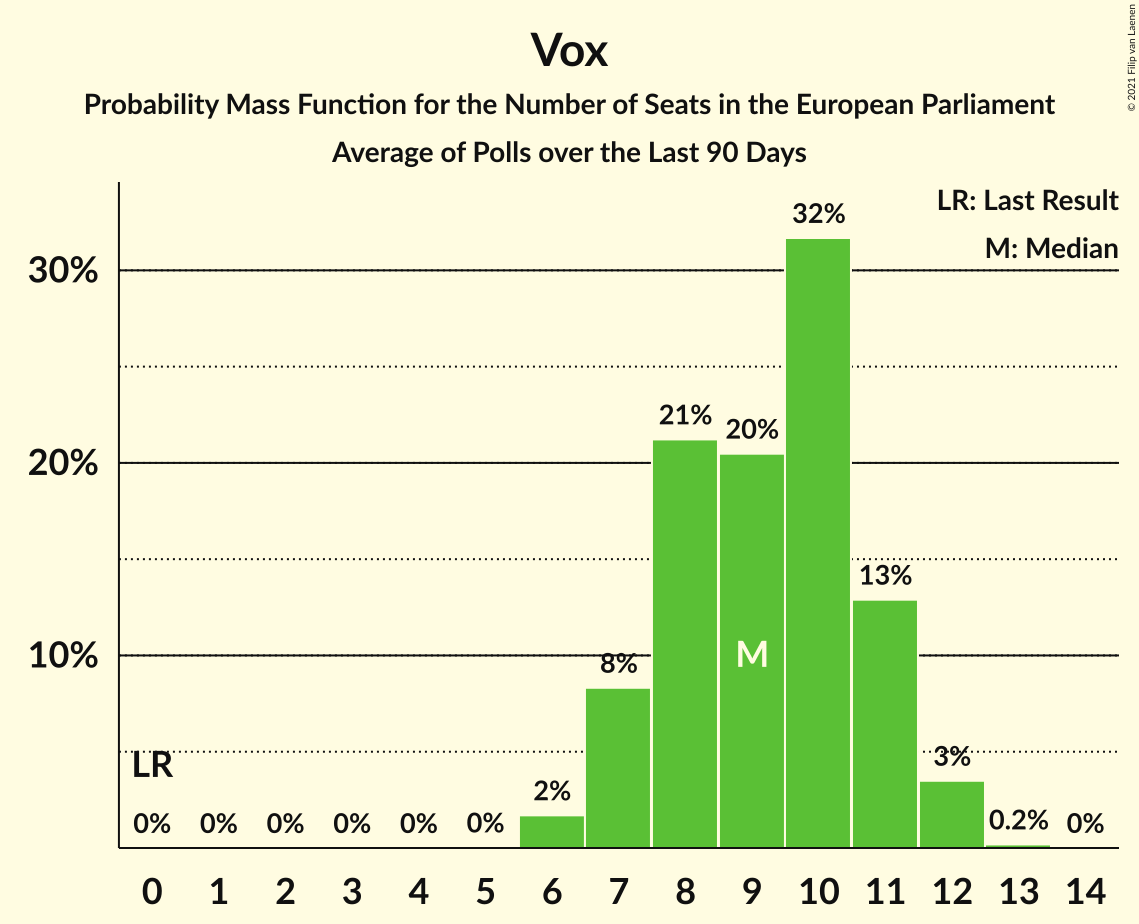 Vox
Probability Mass Function for the Number of Seats in the European Parliament
Average of Polls over the Last 90 Days
© 2021 Filip van Laenen
LR: Last Result
M: Median
30%
20%
10%
LR
M
0% 0% 0% 0% 0% 0% 2% 8% 21% 20% 32% 13% 3% 0.2% 0%
0 1 2 3 4 5 6 7 8 9 10 11 12 13 14